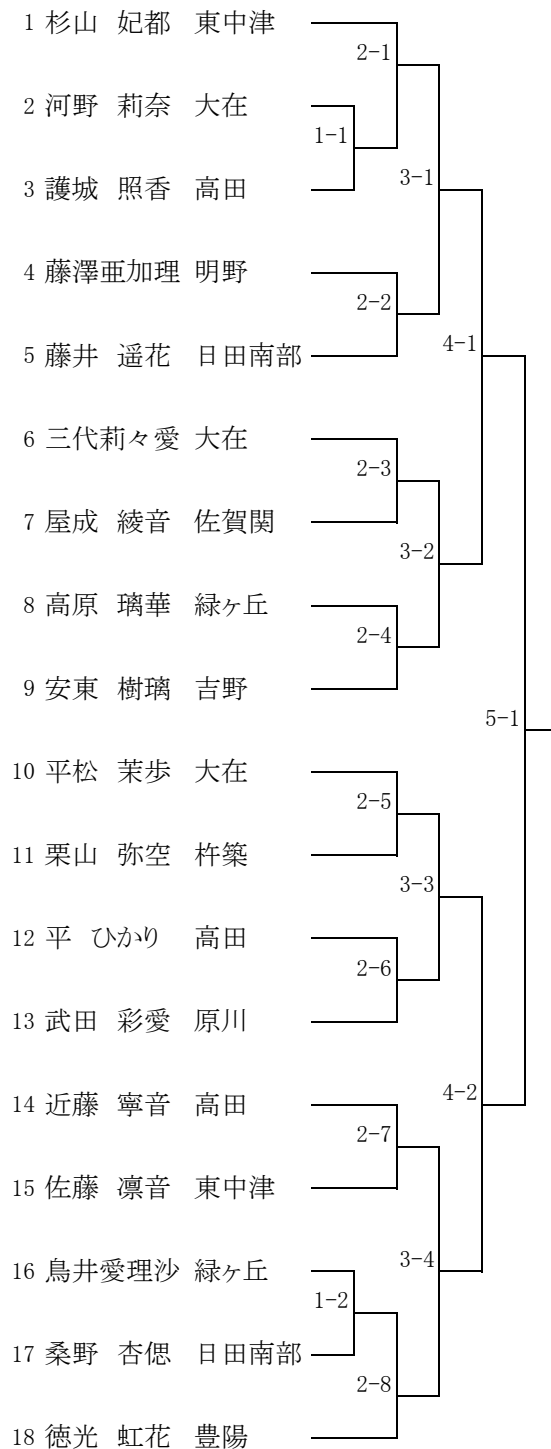 1 杉山 妃都 東中津
2-1
2 河野 莉奈 大在
1-1
3 護城 照香 高田
3-1
4 藤澤亜加理 明野
2-2
5 藤井 遥花 日田南部
4-1
6 三代莉々愛 大在
2-3
7 屋成 綾音 佐賀関
3-2
8 高原 璃華 緑ヶ丘
2-4
9 安東 樹璃 吉野
5-1
10 平松 茉歩 大在
2-5
11 栗山 弥空 杵築
3-3
12 平 ひかり 高田
2-6
13 武田 彩愛 原川
4-2
14 近藤 寧音 高田
2-7
15 佐藤 凛音 東中津
3-4
16 鳥井愛理沙 緑ヶ丘
1-2
17 桑野 杏偲 日田南部
2-8
18 徳光 虹花 豊陽